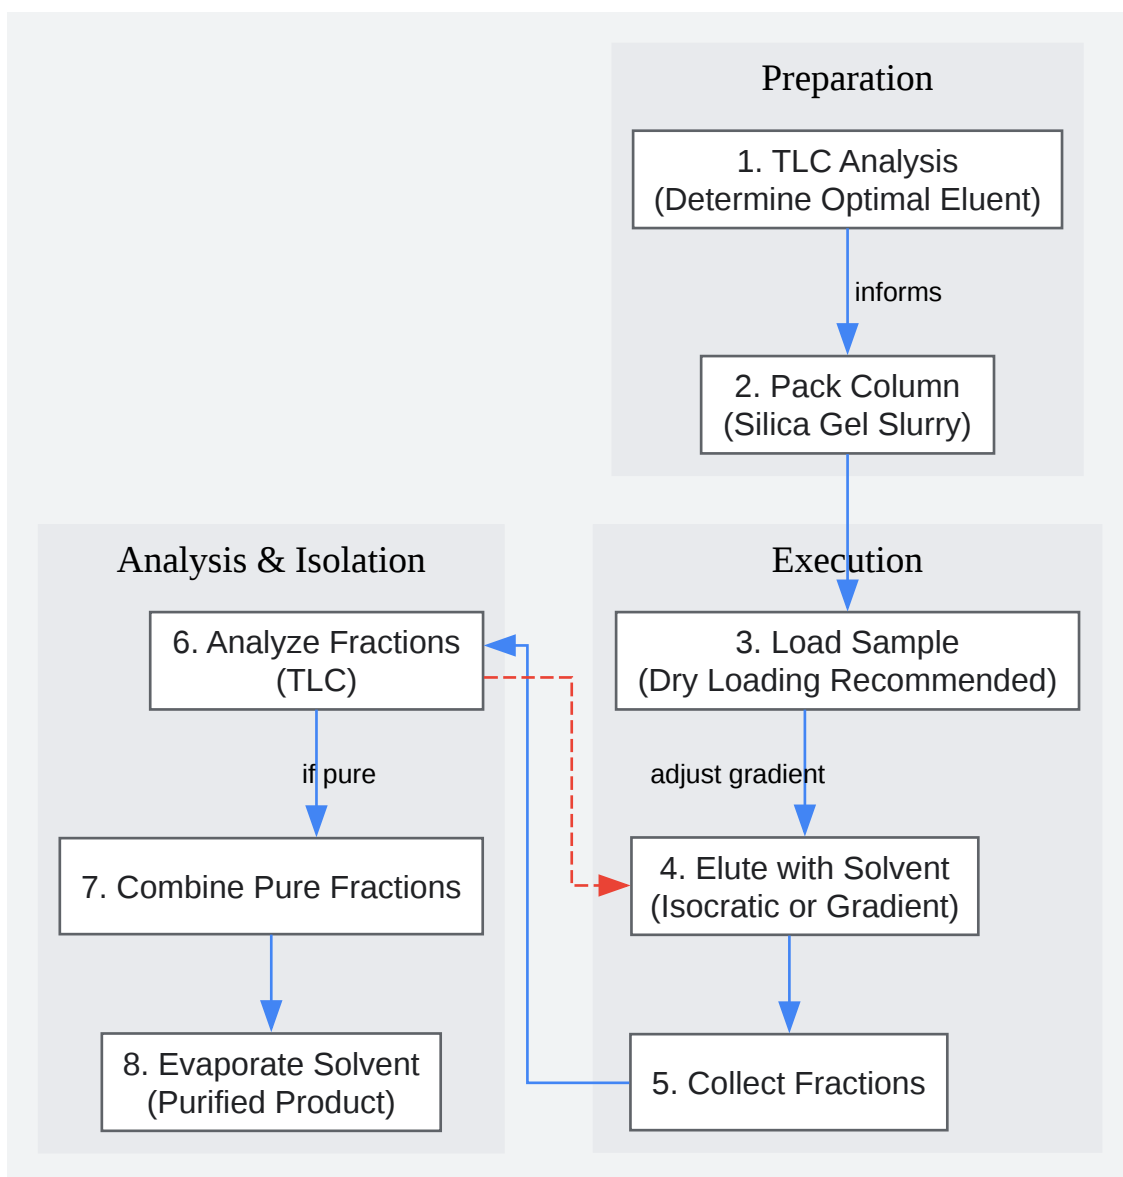 Preparation
1. TLC Analysis
(Determine Optimal Eluent)
informs
2. Pack Column
(Silica Gel Slurry)
Analysis & Isolation
6. Analyze Fractions
(TLC)
if pure
7. Combine Pure Fractions
8. Evaporate Solvent
(Purified Product)
Execution
3. Load Sample
(Dry Loading Recommended)
adjust gradient
4. Elute with Solvent
(Isocratic or Gradient)
5. Collect Fractions